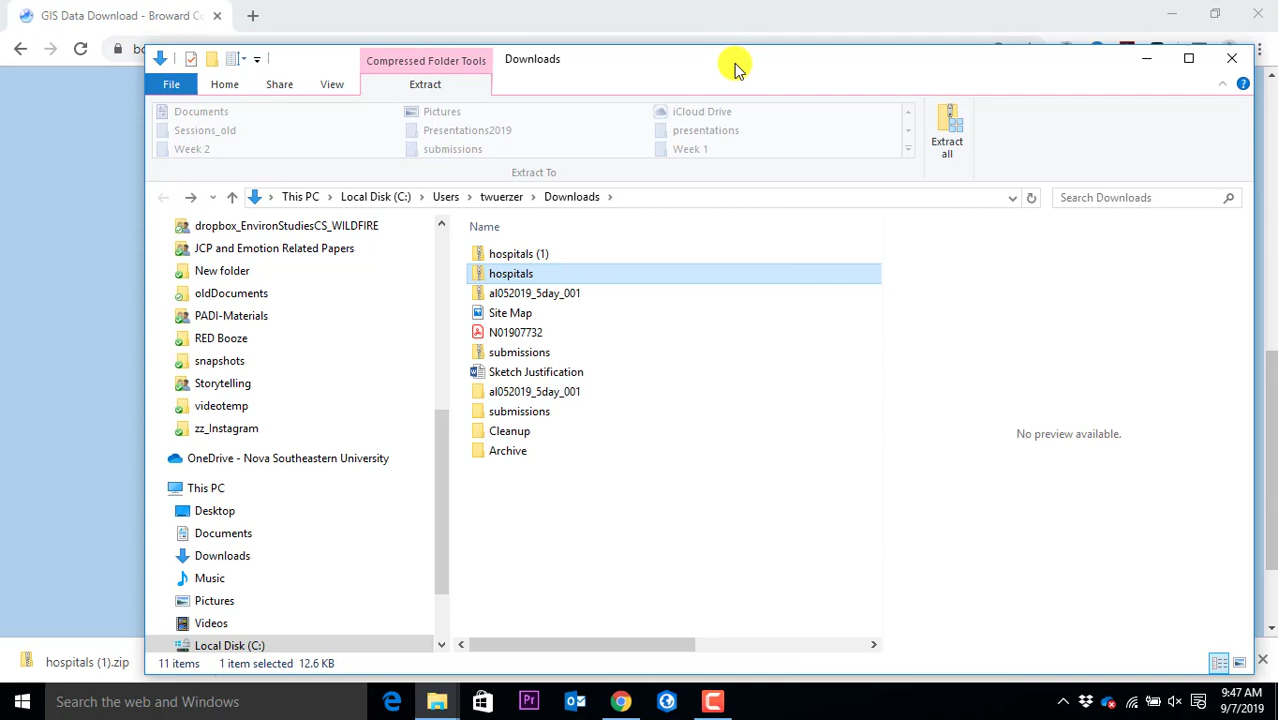 GIS Data Download - Broward Co
Compressed Folder Tools
Downloads
File
Home
Share
View
Extract
Documents
Pictures
iCloud Drive
Sessions_old
Presentations2019
presentations
Week 2
submissions
Week 1
Extract all
Extract To
This PC
Local Disk (C:)
Users
twuerzer
Downloads
Search Downloads
dropbox_EnvironStudiesCS_WILDFIRE
JCP and Emotion Related Papers
New folder
oldDocuments
PADI-Materials
RED Booze
snapshots
Storytelling
videotemp
zz_Instagram
OneDrive - Nova Southeastern University
This PC
Desktop
Documents
Downloads
Music
Pictures
Videos
Local Disk (C:)
Name
hospitals (1)
hospitals
al052019_5day_001
Site Map
N01907732
submissions
Sketch Justification
al052019_5day_001
submissions
Cleanup
Archive
No preview available.
11 items
1 item selected 12.6 KB
hospitals (1).zip
Search the web and Windows
9:47 AM
9/7/2019